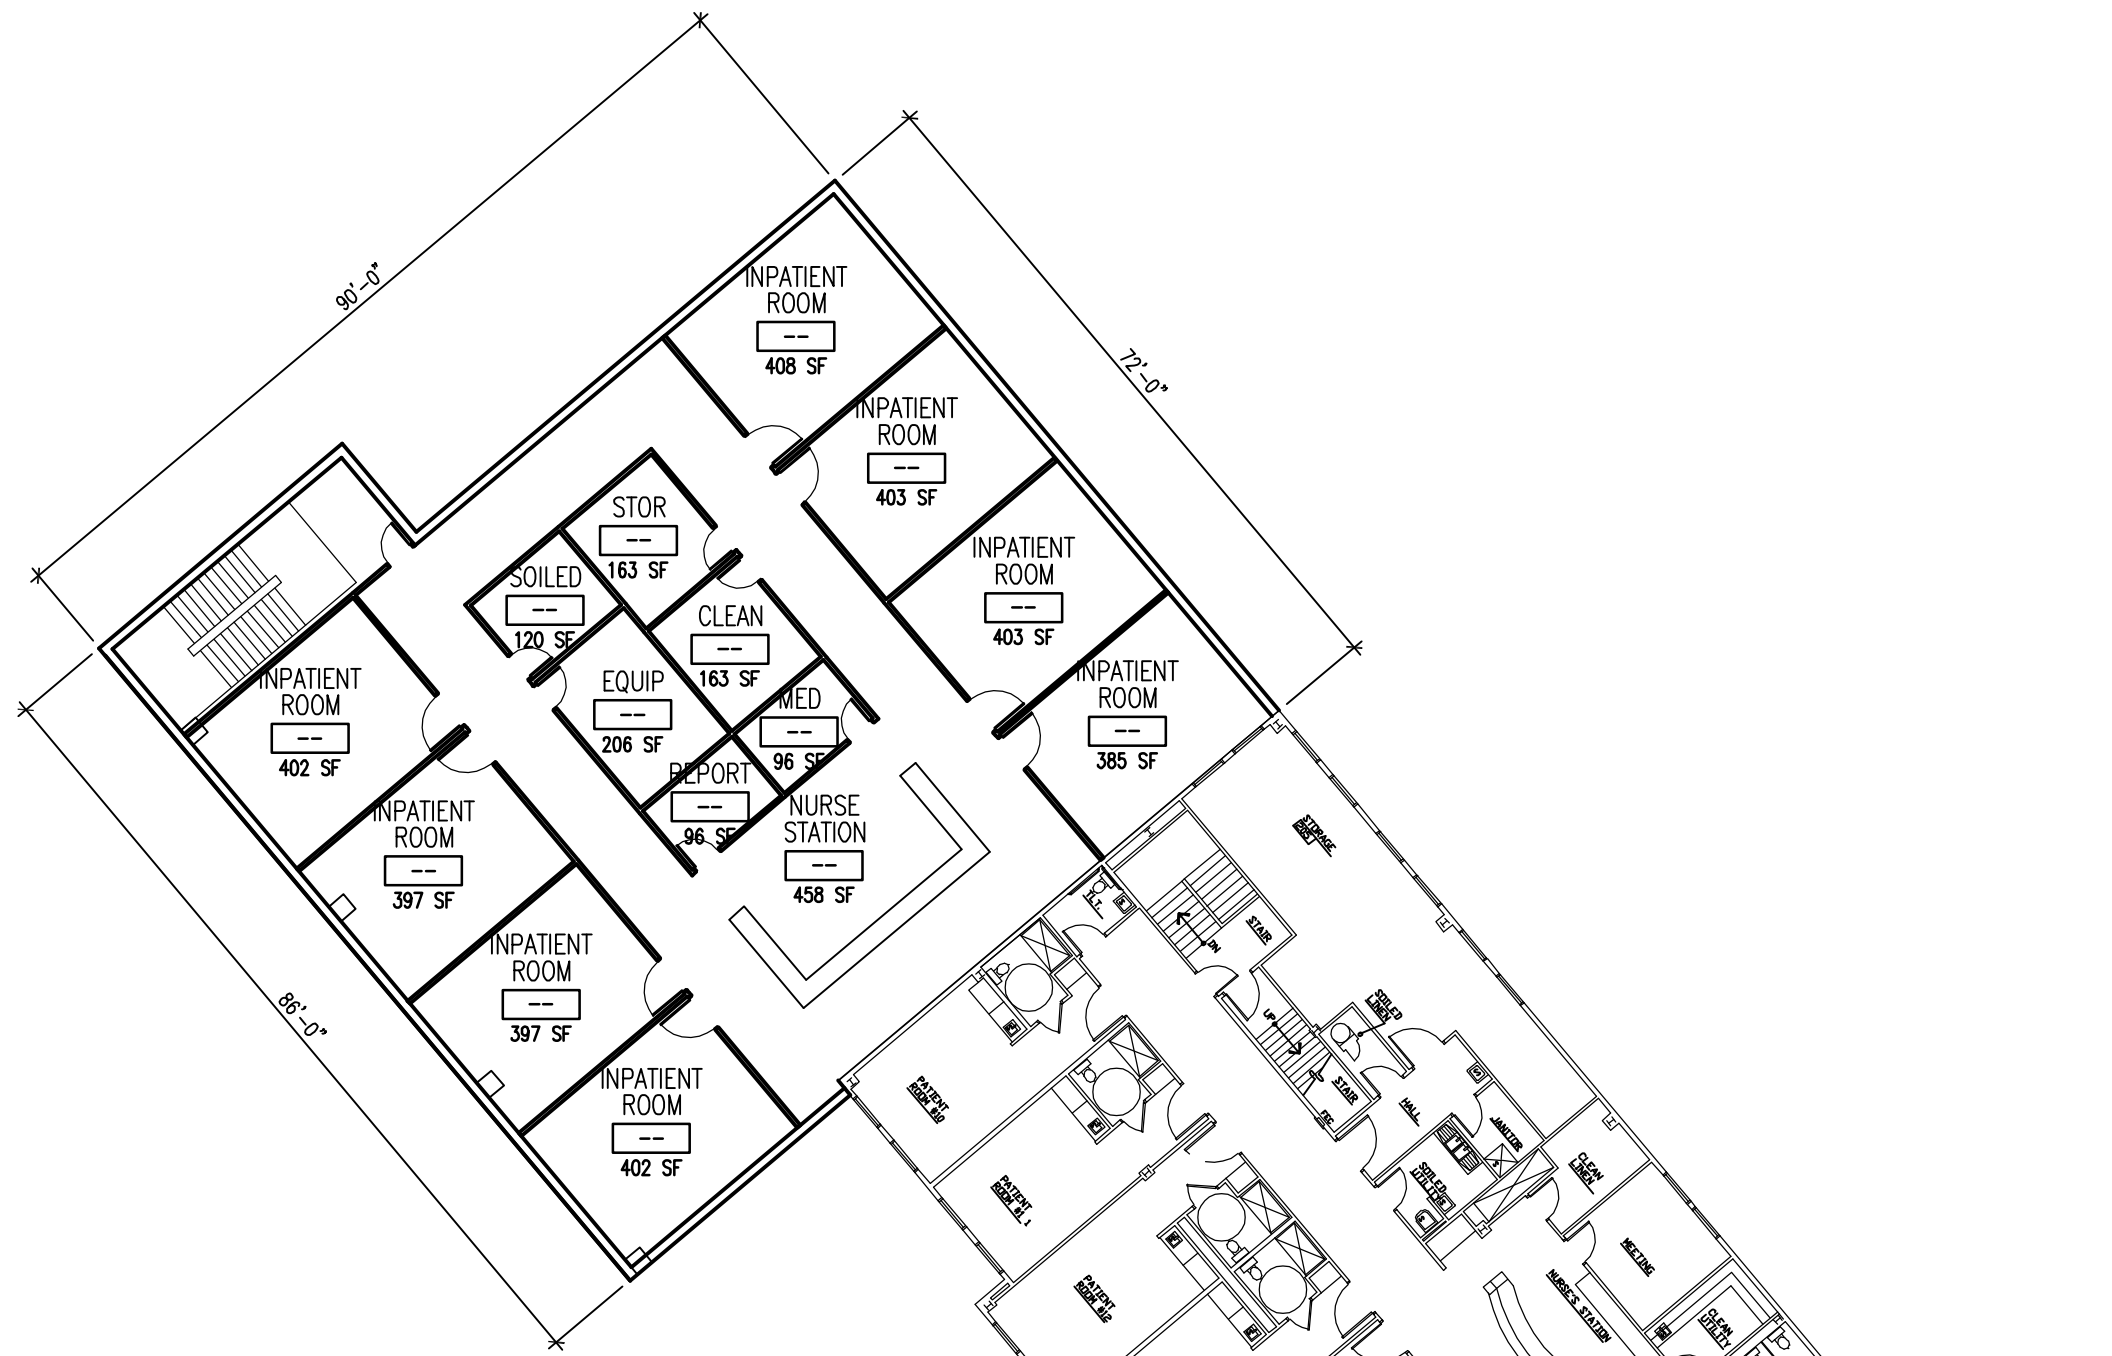 90'-0"
72'-0"
86'-0"
INPATIENT
ROOM
--
408 SF
INPATIENT
ROOM
--
403 SF
INPATIENT
ROOM
--
403 SF
INPATIENT
ROOM
--
385 SF
STOR
--
163 SF
SOILED
--
120 SF
CLEAN
--
163 SF
EQUIP
--
206 SF
MED
--
96 SF
REPORT
--
96 SF
NURSE
STATION
--
458 SF
INPATIENT
ROOM
--
402 SF
INPATIENT
ROOM
--
397 SF
INPATIENT
ROOM
--
397 SF
INPATIENT
ROOM
--
402 SF
STORAGE
205
TLT.
STAIR
DN
UP
SOILED
LINEN
STAIR
FEC
HALL
JANITOR
SOILED
UTILITY
CLEAN
LINEN
MEETING
NURSE'S STATION
CLEAN
UTILITY
PATIENT
ROOM #10
PATIENT
ROOM #11
PATIENT
ROOM #12